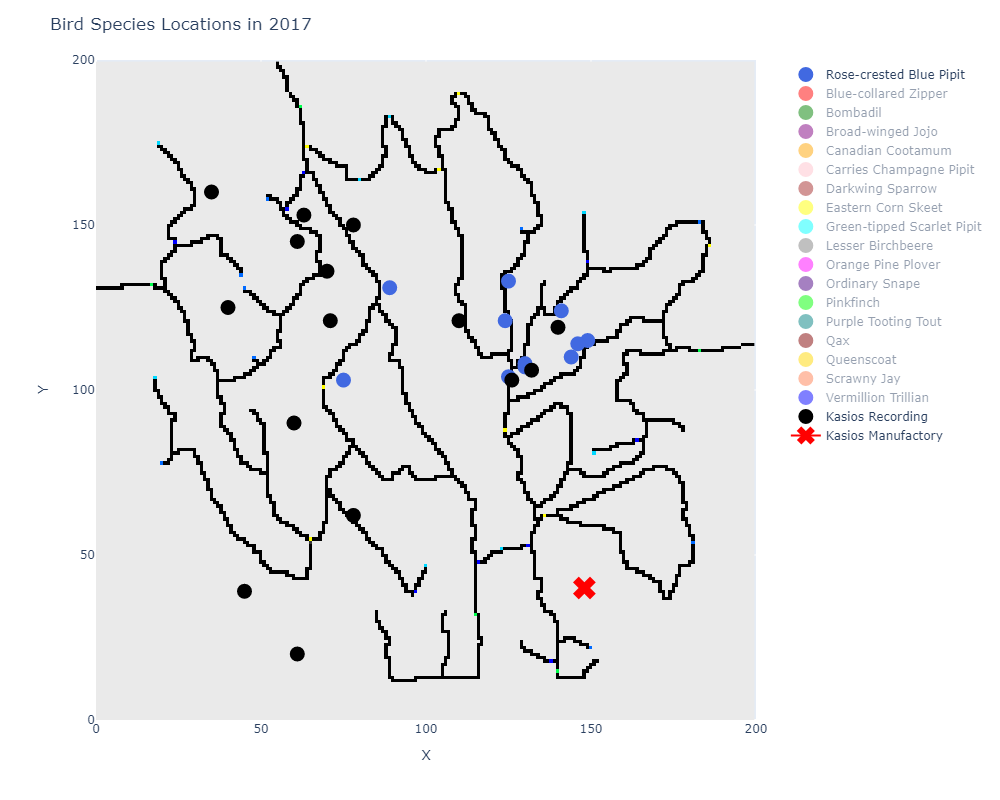 Bird Species Locations in 2017
200
150
100
50
0
Y
0
50
100
150
200
X
Rose-crested Blue Pipit
Blue-collared Zipper
Bombadil
Broad-winged Jojo
Canadian Cootamum
Carries Champagne Pipit
Darkwing Sparrow
Eastern Corn Skeet
Green-tipped Scarlet Pipit
Lesser Birchbeere
Orange Pine Plover
Ordinary Snape
Pinkfinch
Purple Tooting Tout
Qax
Queenscoat
Scrawny Jay
Vermillion Trillian
Kasios Recording
Kasios Manufactory